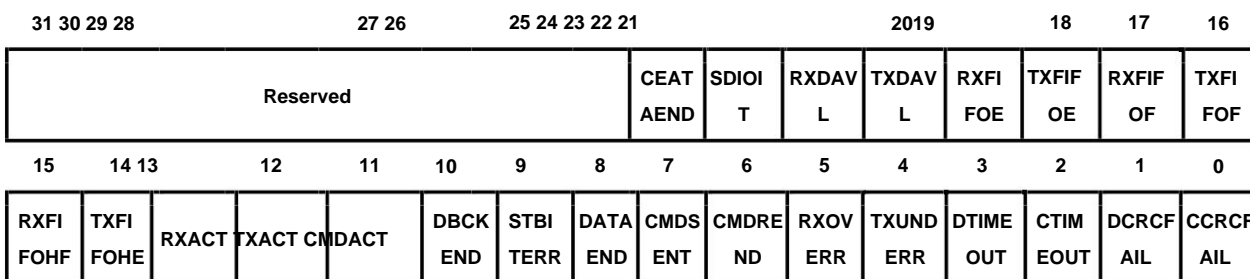 31 30 29 28 27 26 25 24 23 22 21 2019 18 17 16
Reserved CEAT SDIOI RXDAV TXDAV RXFI TXFIF RXFIF TXFI
AEND T L L FOE OE OF FOF
15 14 13 12 11 10 9 8 7 6 5 4 3 2 1 0
RXFI TXFI RXACT TXACT CMDACT DBCK STBI DATA CMDS CMDRE RXOV TXUND DTIME CTIM DCRCF CCRCF
FOHF FOHE END TERR END ENT ND ERR ERR OUT EOUT AIL AIL